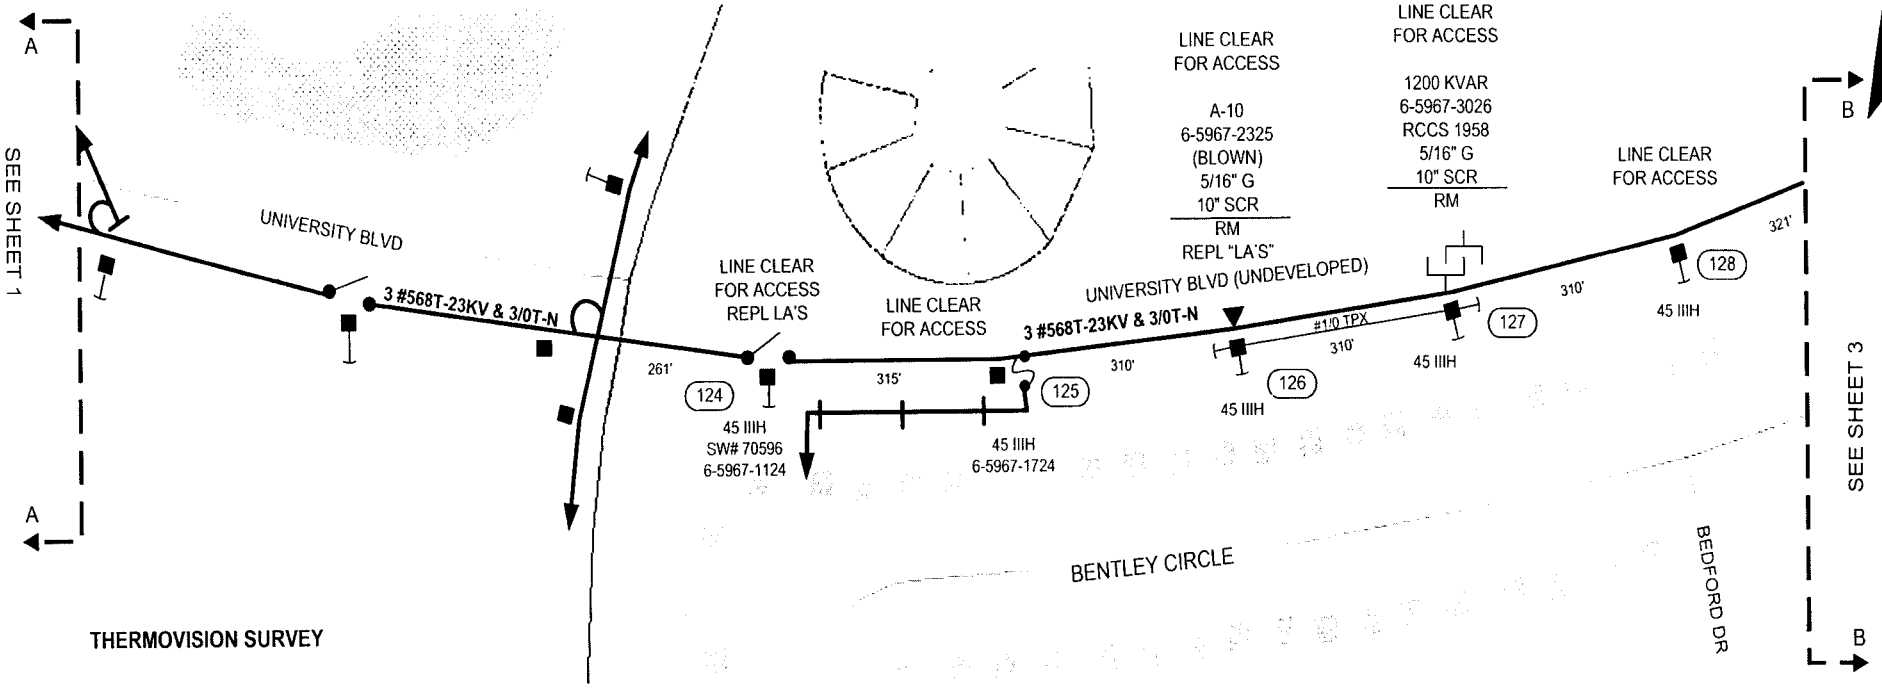 A
SEE SHEET 1
A
UNIVERSITY BLVD
3 #568T-23KV & 3/0T-N
261'
LINE CLEAR
FOR ACCESS
REPL LA'S
124
45 IIIH
SW# 70596
6-5967-1124
315'
LINE CLEAR
FOR ACCESS
125
45 IIIH
6-5967-1724
3 #568T-23KV & 3/0T-N
310'
LINE CLEAR
FOR ACCESS
A-10
6-5967-2325
(BLOWN)
5/16" G
10" SCR
RM
REPL "LA'S"
UNIVERSITY BLVD (UNDEVELOPED)
126
45 IIIH
#1/0 TPX
310'
LINE CLEAR
FOR ACCESS
1200 KVAR
6-5967-3026
RCCS 1958
5/16" G
10" SCR
RM
127
45 IIIH
310'
LINE CLEAR
FOR ACCESS
128
45 IIIH
321'
B
SEE SHEET 3
B
BENTLEY CIRCLE
BEDFORD DR
THERMOVISION SURVEY